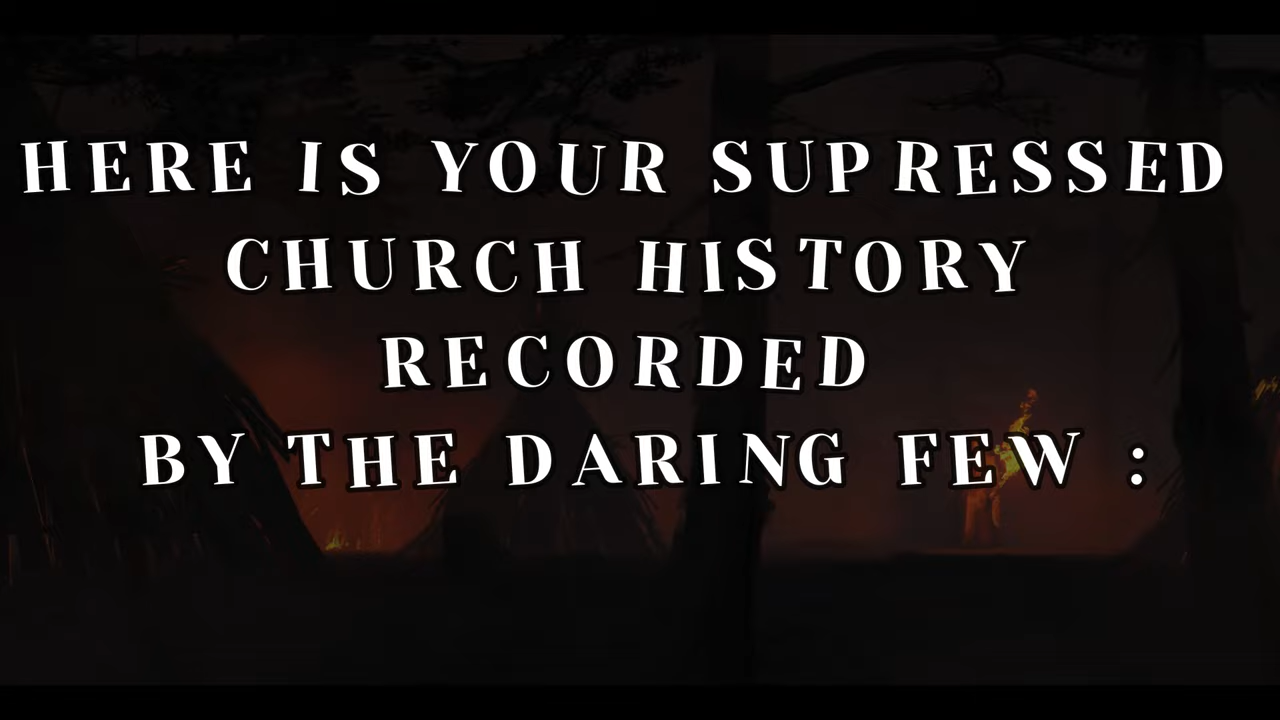 HERE IS YOUR SUPRESSED
CHURCH HISTORY
RECORDED
BY THE DARING FEW :